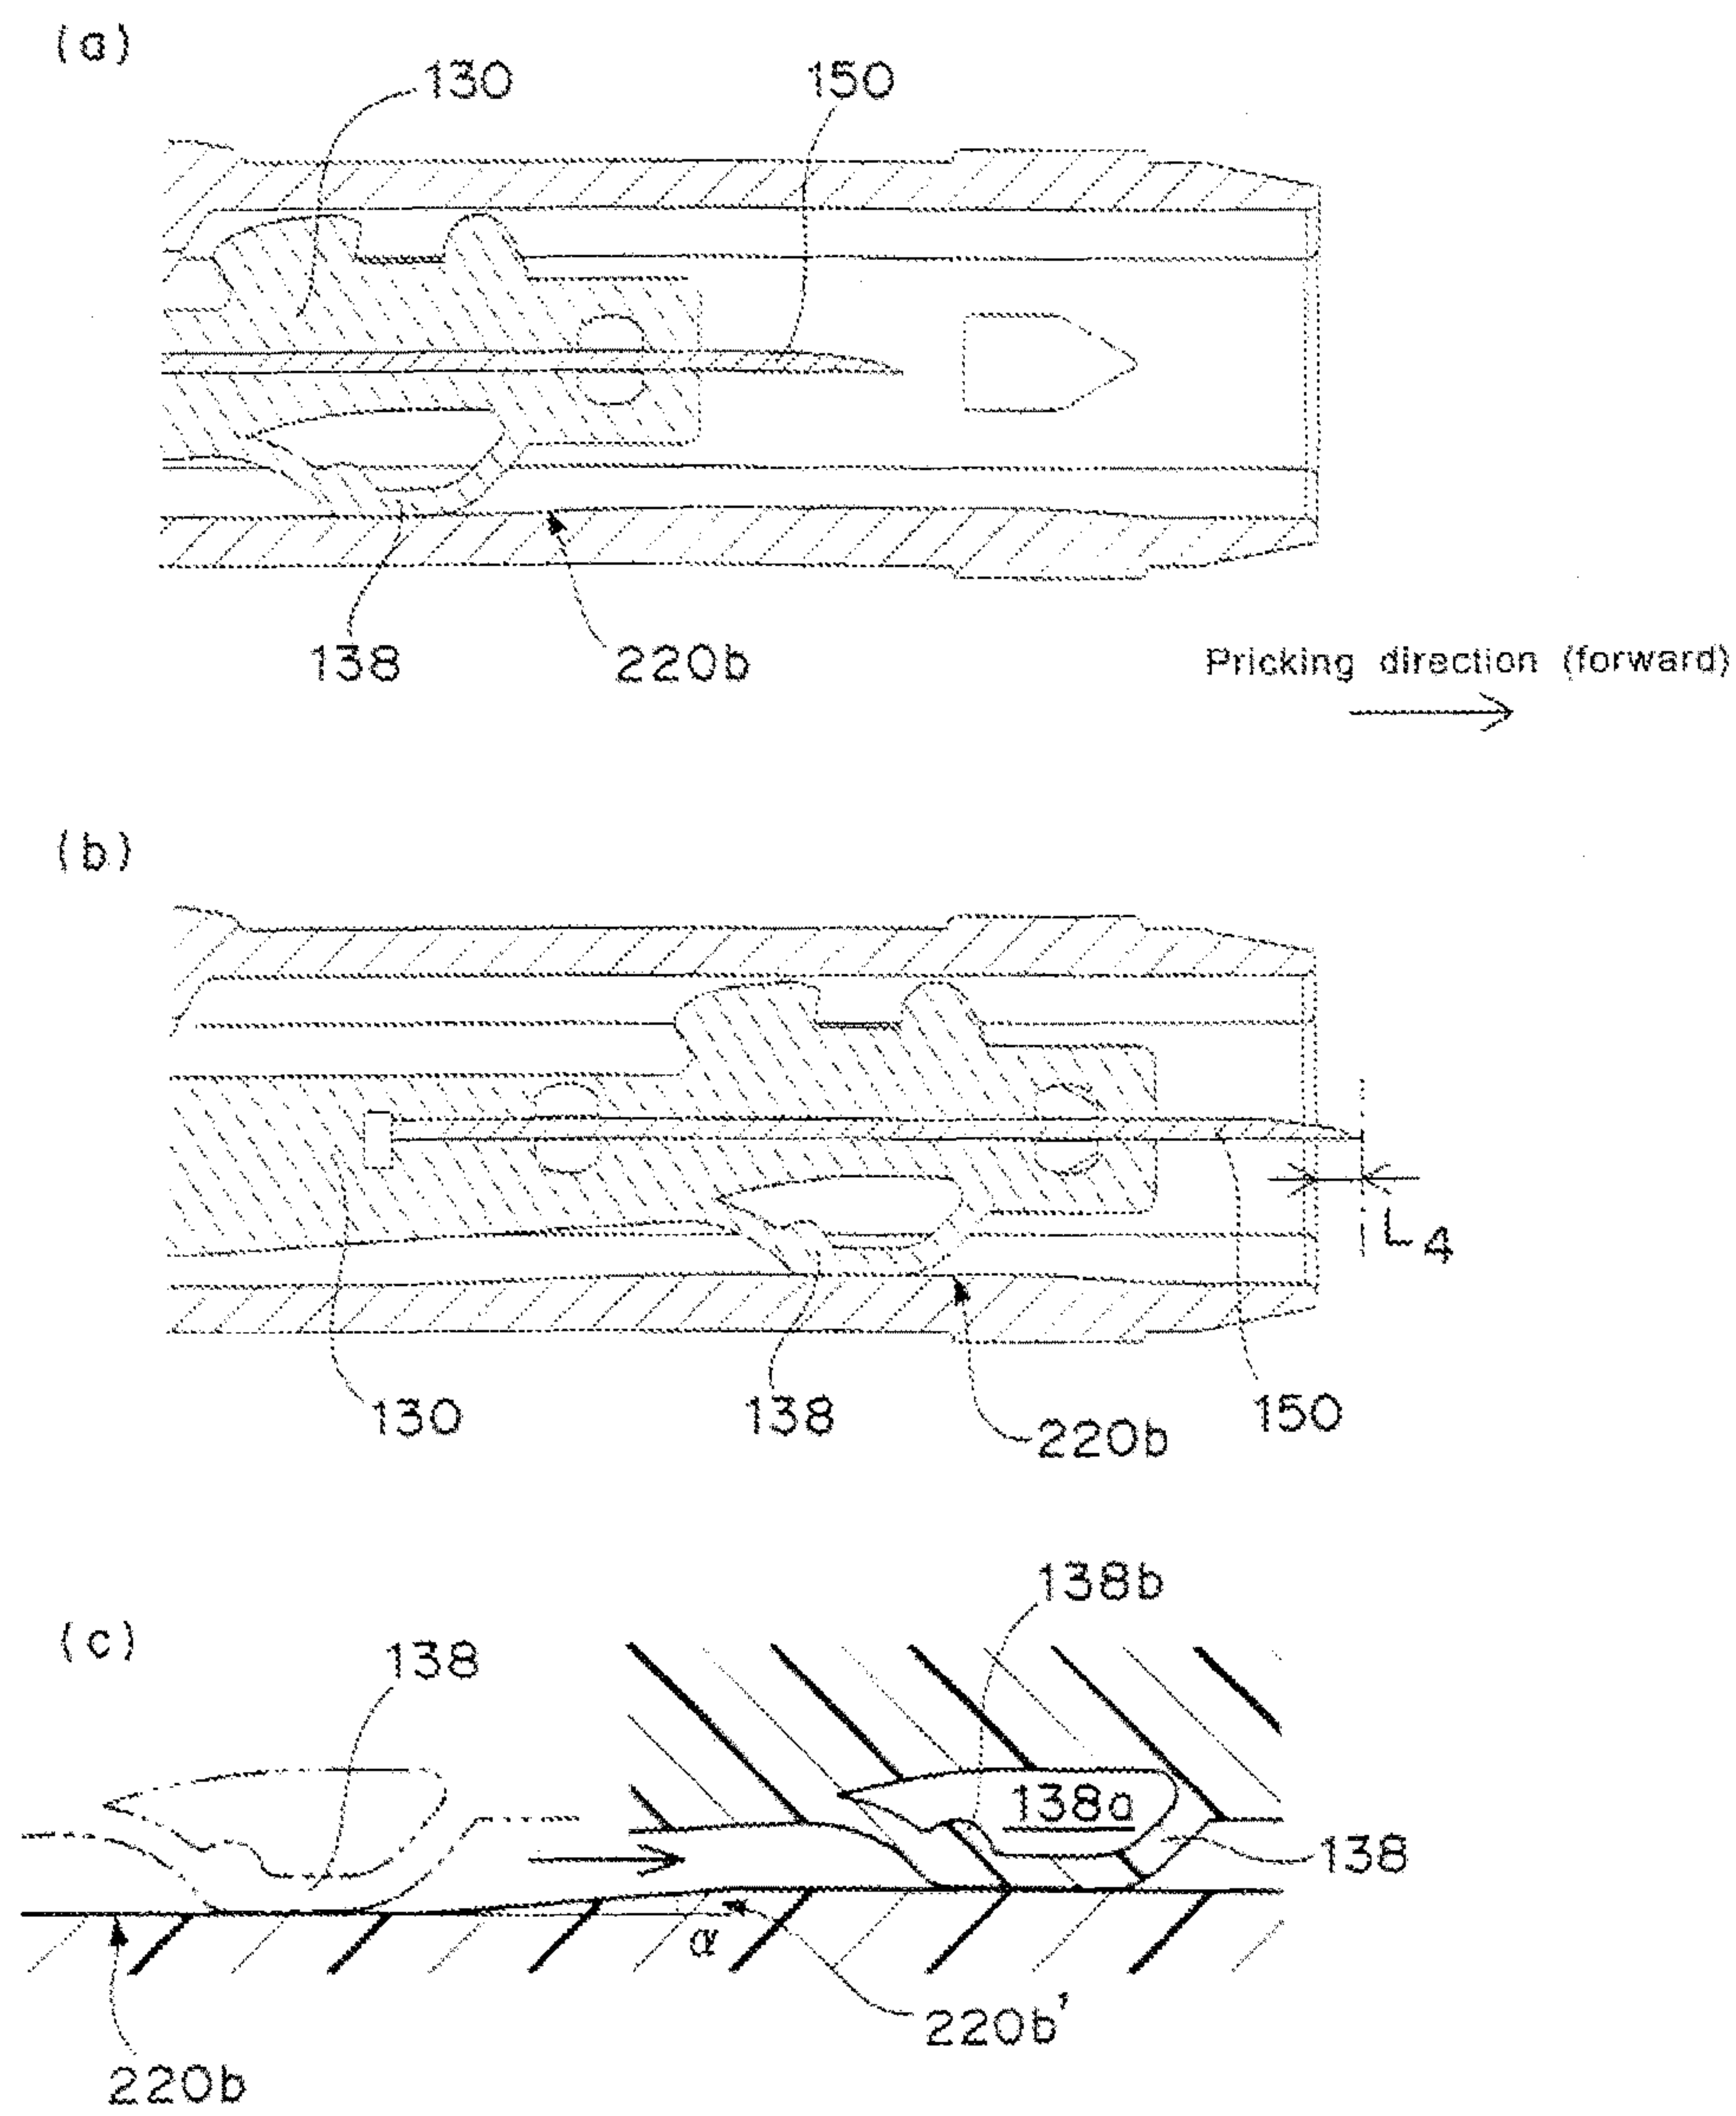 (a)
130
150
138
220b
Pricking direction (forward)
(b)
L4
130
138
220b
150
(c)
138
138b
138a
138
α
220b'
220b